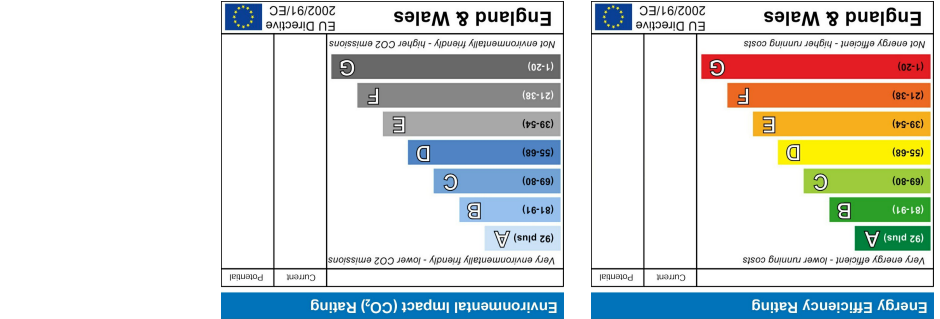 Energy Efficiency Rating
Current Potential
Very energy efficient - lower running costs
(92 plus) A
(81-91) B
(69-80) C
(55-68) D
(39-54) E
(21-38) F
(1-20) G
Not energy efficient - higher running costs
England & Wales
EU Directive
2002/91/EC
Environmental Impact (CO₂) Rating
Current Potential
Very environmentally friendly - lower CO2 emissions
(92 plus) A
(81-91) B
(69-80) C
(55-68) D
(39-54) E
(21-38) F
(1-20) G
Not environmentally friendly - higher CO2 emissions
England & Wales
EU Directive
2002/91/EC